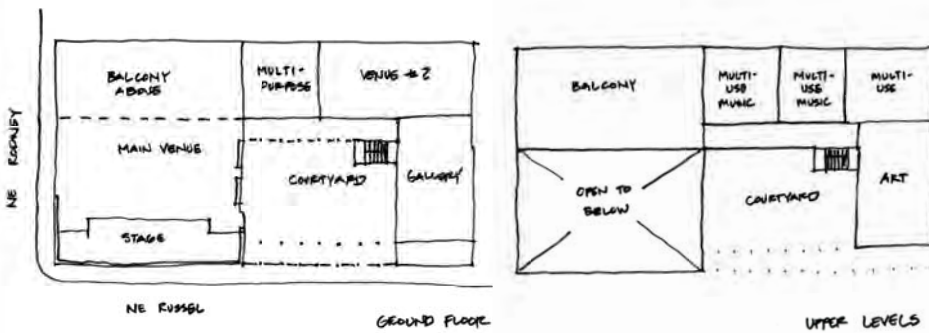 BALCONY
ABOVE
MULTI-
PURPOSE
VENUE #2
MAIN VENUE
COURTYARD
GALLERY
STAGE
NE RODNEY
NE RUSSEL
GROUND FLOOR
BALCONY
MULTI-
USE
MUSIC
MULTI-
USE
MUSIC
MULTI-
USE
OPEN TO
BELOW
COURTYARD
ART
UPPER LEVELS